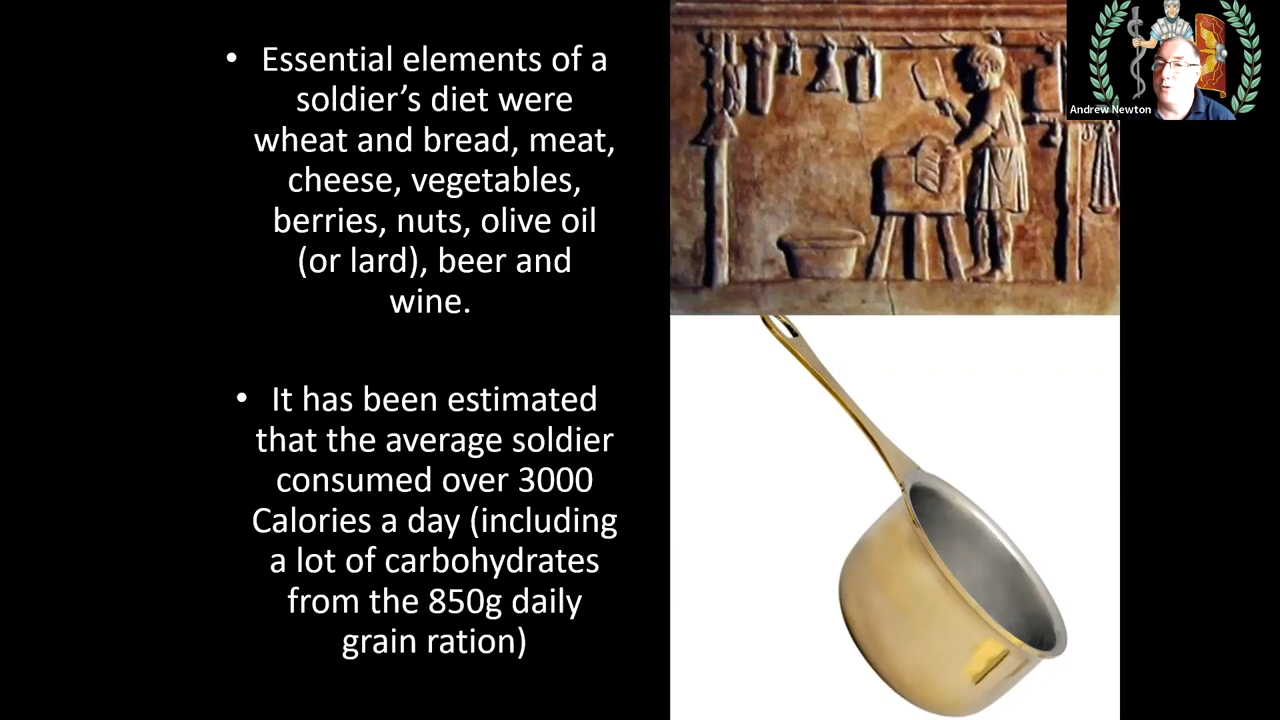 • Essential elements of a
soldier’s diet were
wheat and bread, meat,
cheese, vegetables,
berries, nuts, olive oil
(or lard), beer and
wine.
• It has been estimated
that the average soldier
consumed over 3000
Calories a day (including
a lot of carbohydrates
from the 850g daily
grain ration)
Andrew Newton